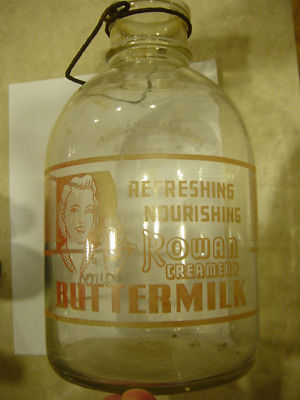 REFRESHING
NOURISHING
Rowan
CREAMERY
BUTTERMILK